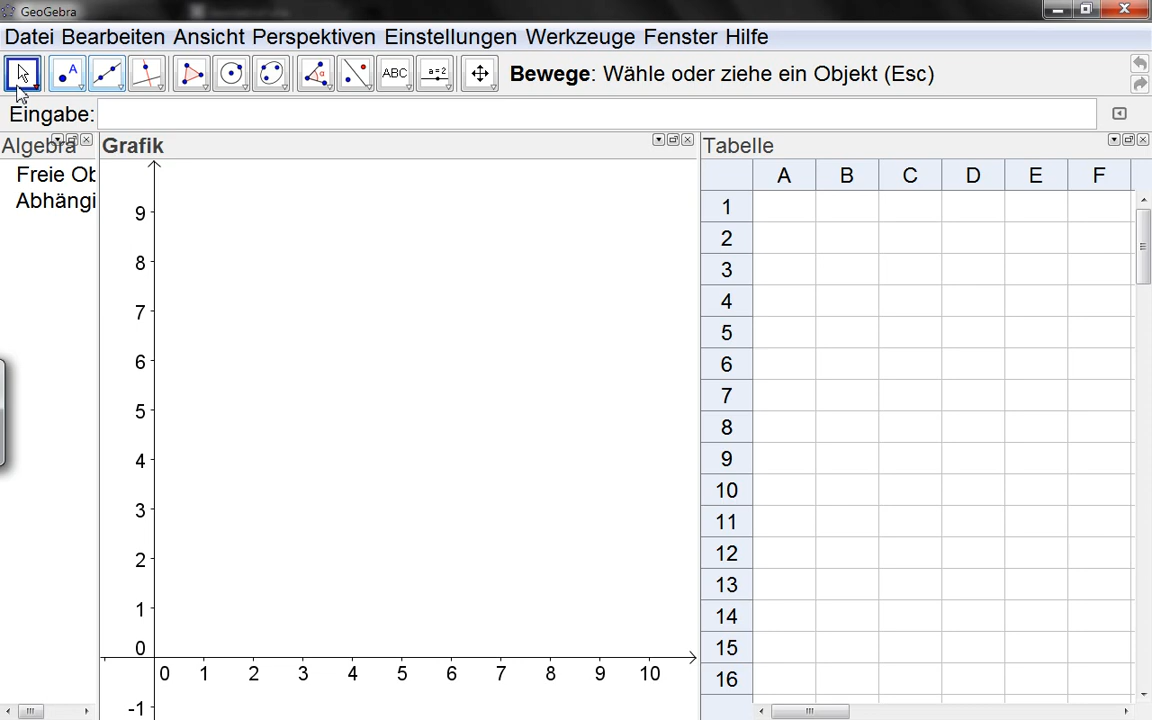 GeoGebra
Datei Bearbeiten Ansicht Perspektiven Einstellungen Werkzeuge Fenster Hilfe
A
ABC
a=2
Bewege: Wähle oder ziehe ein Objekt (Esc)
Eingabe:
Algebra
Grafik
Tabelle
Freie Ob
Abhängi
9
8
7
6
5
4
3
2
1
0
-1
0 1 2 3 4 5 6 7 8 9 10
A B C D E F
1
2
3
4
5
6
7
8
9
10
11
12
13
14
15
16